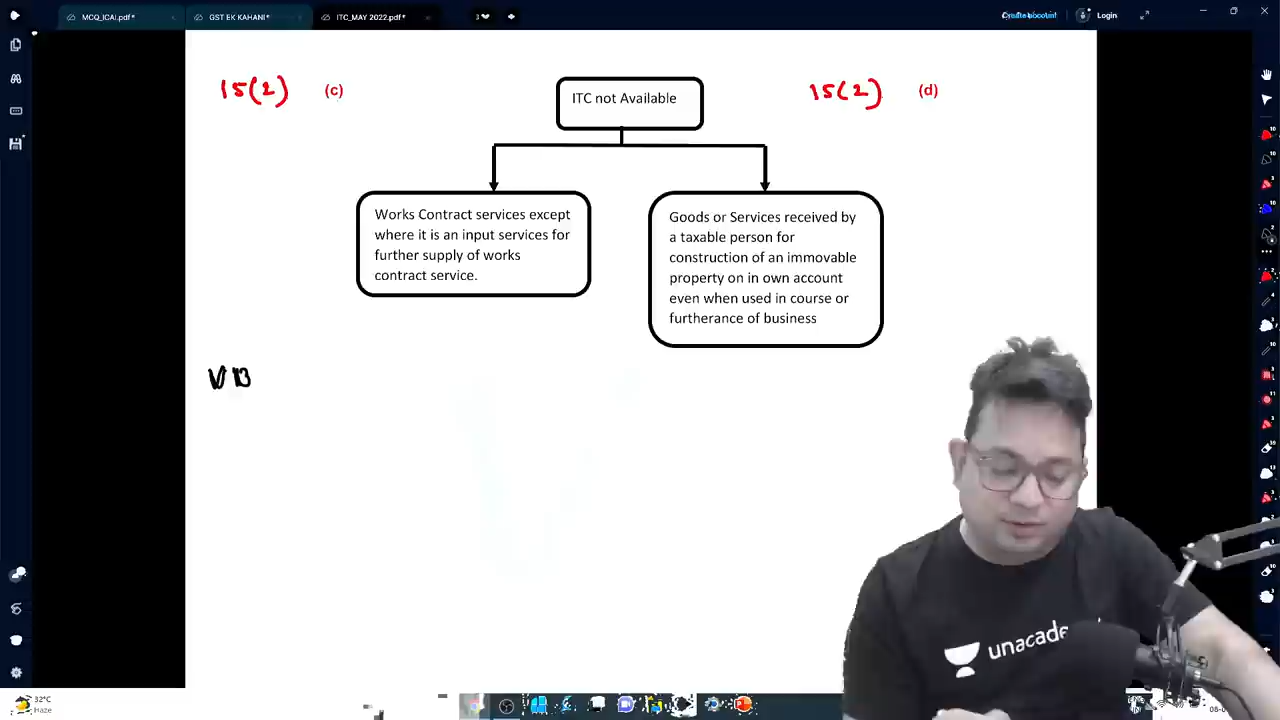 MCQ_ICAI.pdf*
GST EK KAHANI*
ITC_MAY 2022.pdf*
3
Login
15(2) (c)
ITC not Available
15(2) (d)
Works Contract services except
where it is an input services for
further supply of works
contract service.
Goods or Services received by
a taxable person for
construction of an immovable
property on in own account
even when used in course or
furtherance of business
unacade
32°C
Haze